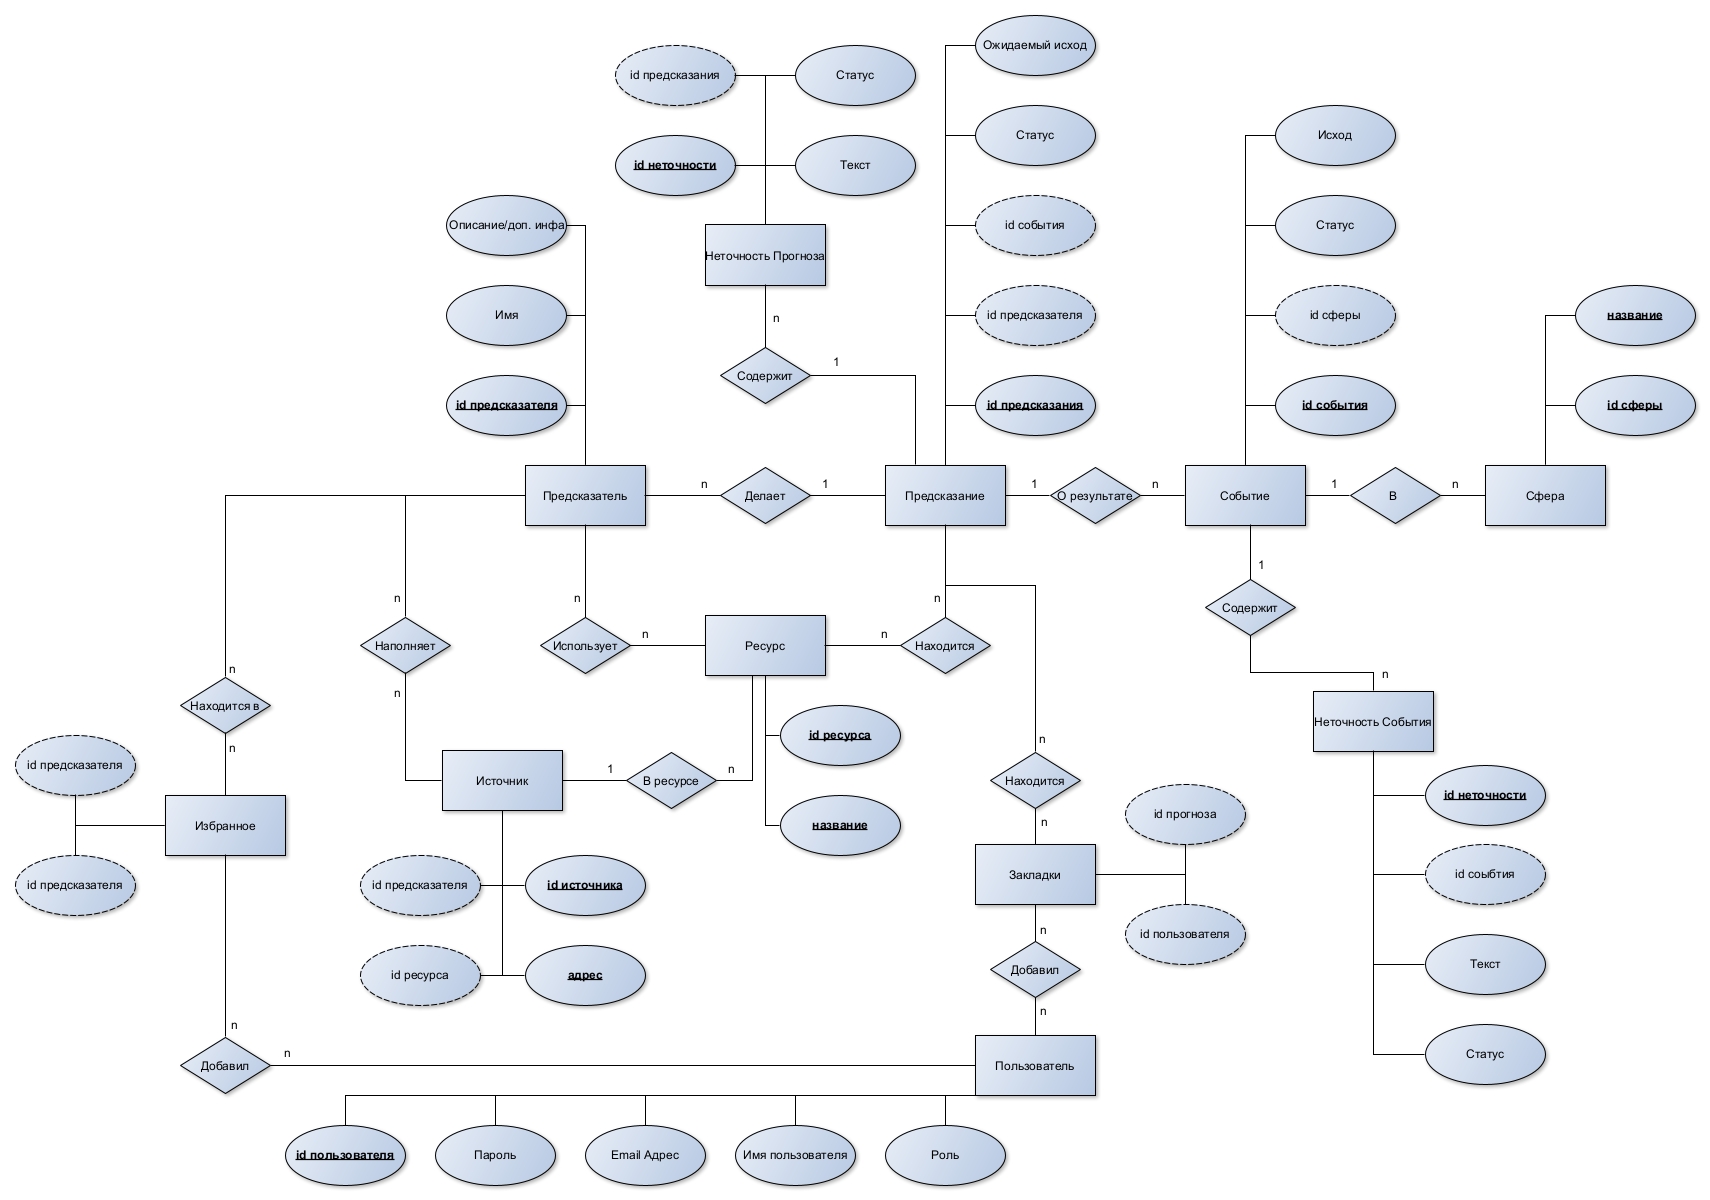 Ожидаемый исход
id предсказания
Статус
Статус
Исход
id неточности
Текст
Описание/доп. инфа
id события
Статус
Неточность Прогноза
Имя
id предсказателя
id сферы
название
n
1
Содержит
id предсказателя
id предсказания
id события
id сферы
Предсказатель
n
Делает
1
Предсказание
1
О результате
n
Событие
1
В
n
Сфера
1
n
n
n
Содержит
Наполняет
Использует
n
Ресурс
n
Находится
n
n
n
Находится в
Неточность События
id ресурса
n
n
id предсказателя
Источник
1
В ресурсе
n
Находится
id неточности
Избранное
название
n
id прогноза
id предсказателя
id предсказателя
id источника
Закладки
id соыбтия
n
id пользователя
id ресурса
адрес
Добавил
Текст
n
n
n
Добавил
Пользователь
Статус
id пользователя
Пароль
Email Адрес
Имя пользователя
Роль